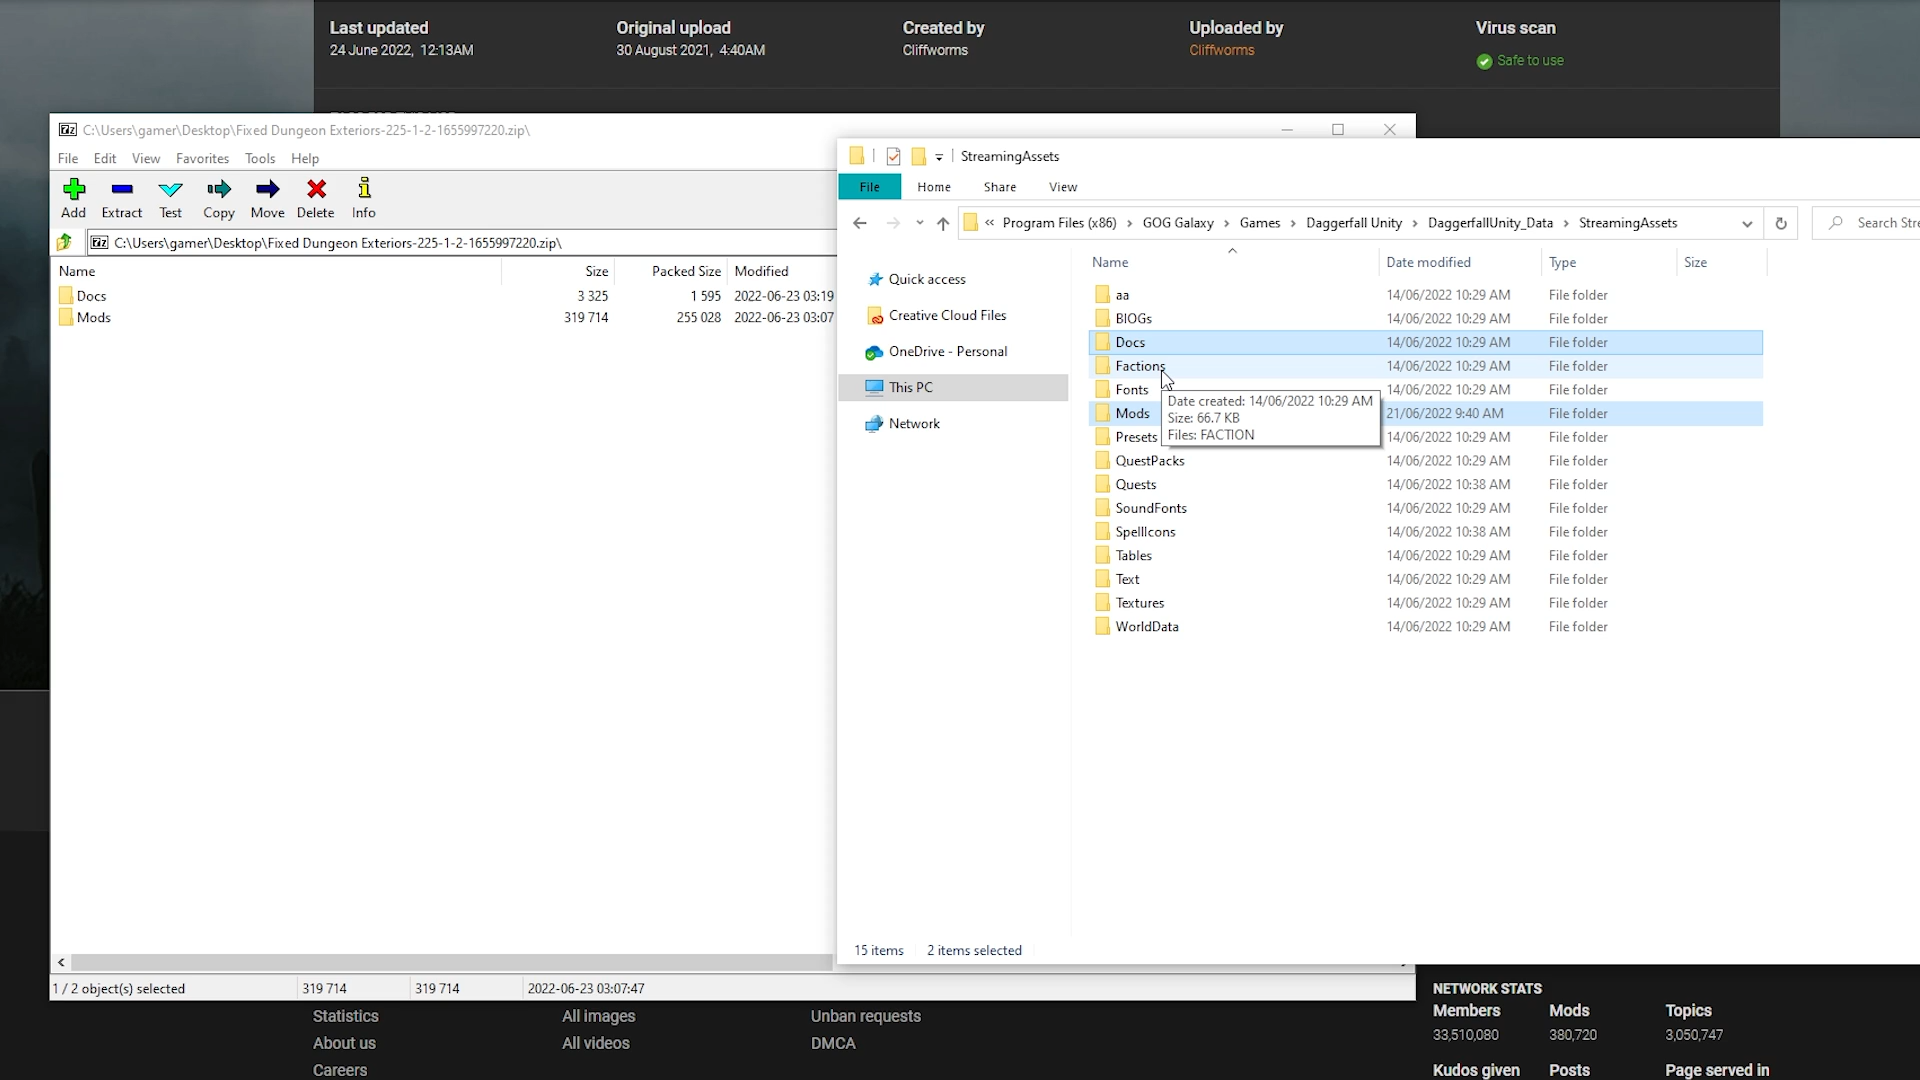 Last updated
24 June 2022, 12:13AM
Original upload
30 August 2021, 4:40AM
Created by
Cliffworms
Uploaded by
Cliffworms
Virus scan
Safe to use
C:\Users\gamer\Desktop\Fixed Dungeon Exteriors-225-1-2-1655997220.zip\
File Edit View Favorites Tools Help
Add Extract Test Copy Move Delete Info
C:\Users\gamer\Desktop\Fixed Dungeon Exteriors-225-1-2-1655997220.zip\
Name Size Packed Size Modified
Docs 3 325 1 595 2022-06-23 03:19
Mods 319 714 255 028 2022-06-23 03:07
1 / 2 object(s) selected 319 714 319 714 2022-06-23 03:07:47
StreamingAssets
File Home Share View
« Program Files (x86) › GOG Galaxy › Games › Daggerfall Unity › DaggerfallUnity_Data › StreamingAssets
Search Stre
Quick access
Creative Cloud Files
OneDrive - Personal
This PC
Network
Name Date modified Type Size
aa 14/06/2022 10:29 AM File folder
BIOGs 14/06/2022 10:29 AM File folder
Docs 14/06/2022 10:29 AM File folder
Factions 14/06/2022 10:29 AM File folder
Fonts 14/06/2022 10:29 AM File folder
Mods 21/06/2022 9:40 AM File folder
Presets 14/06/2022 10:29 AM File folder
QuestPacks 14/06/2022 10:29 AM File folder
Quests 14/06/2022 10:38 AM File folder
SoundFonts 14/06/2022 10:29 AM File folder
SpellIcons 14/06/2022 10:38 AM File folder
Tables 14/06/2022 10:29 AM File folder
Text 14/06/2022 10:29 AM File folder
Textures 14/06/2022 10:29 AM File folder
WorldData 14/06/2022 10:29 AM File folder
Date created: 14/06/2022 10:29 AM
Size: 66.7 KB
Files: FACTION
15 items 2 items selected
Statistics
About us
Careers
All images
All videos
Unban requests
DMCA
NETWORK STATS
Members Mods Topics
33,510,080 380,720 3,050,747
Kudos given Posts Page served in